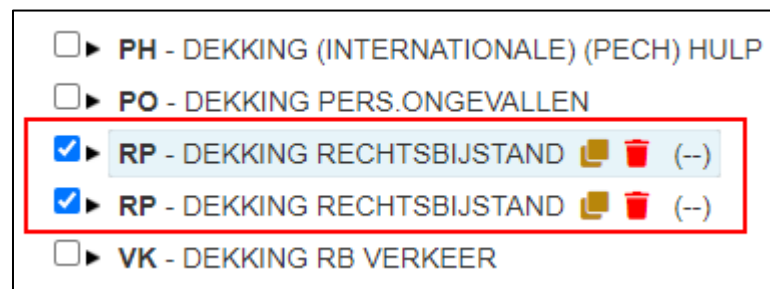 PH - DEKKING (INTERNATIONALE) (PECH) HULP
PO - DEKKING PERS.ONGEVALLEN
RP - DEKKING RECHTSBIJSTAND (--)
RP - DEKKING RECHTSBIJSTAND (--)
VK - DEKKING RB VERKEER